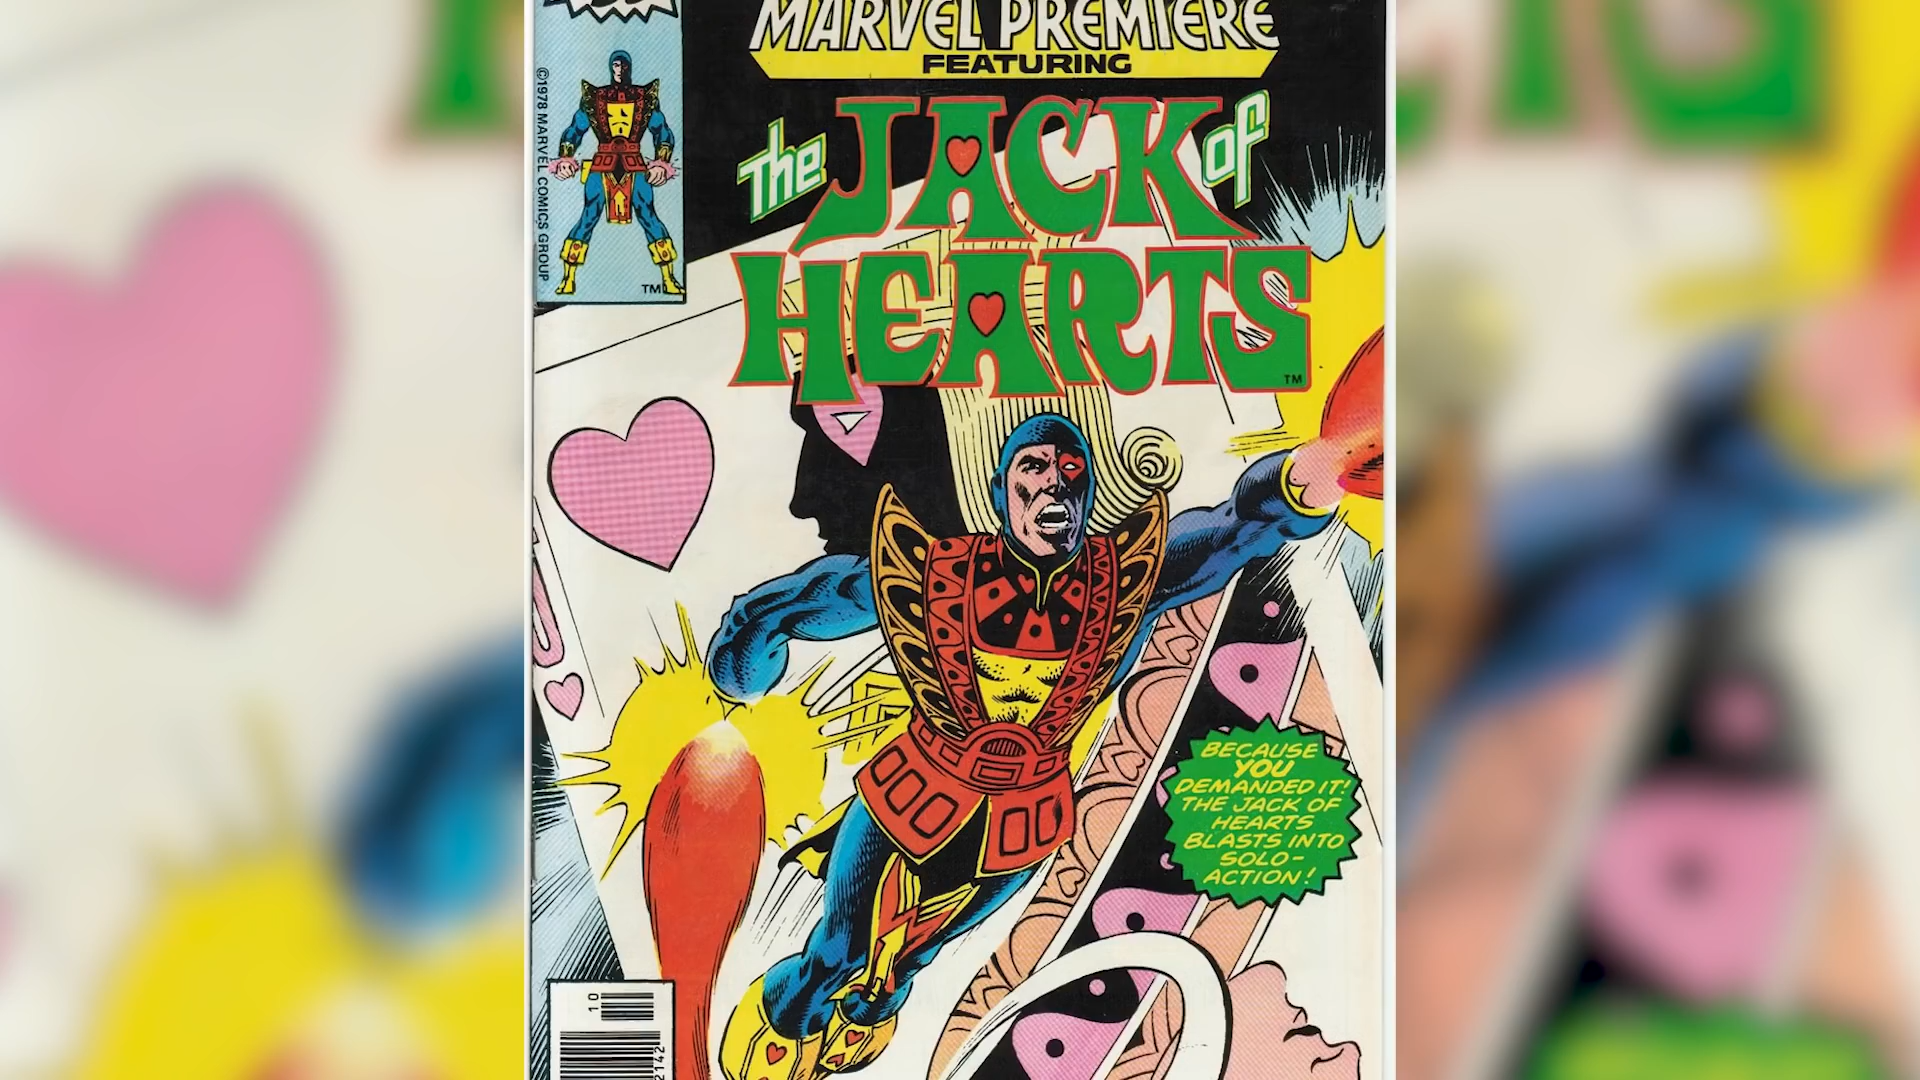 MARVEL PREMIERE
FEATURING
The JACK of
HEARTS
TM
©1978 MARVEL COMICS GROUP
TM
BECAUSE
YOU
DEMANDED IT!
THE JACK OF
HEARTS
BLASTS INTO
SOLO-
ACTION!
10
2142